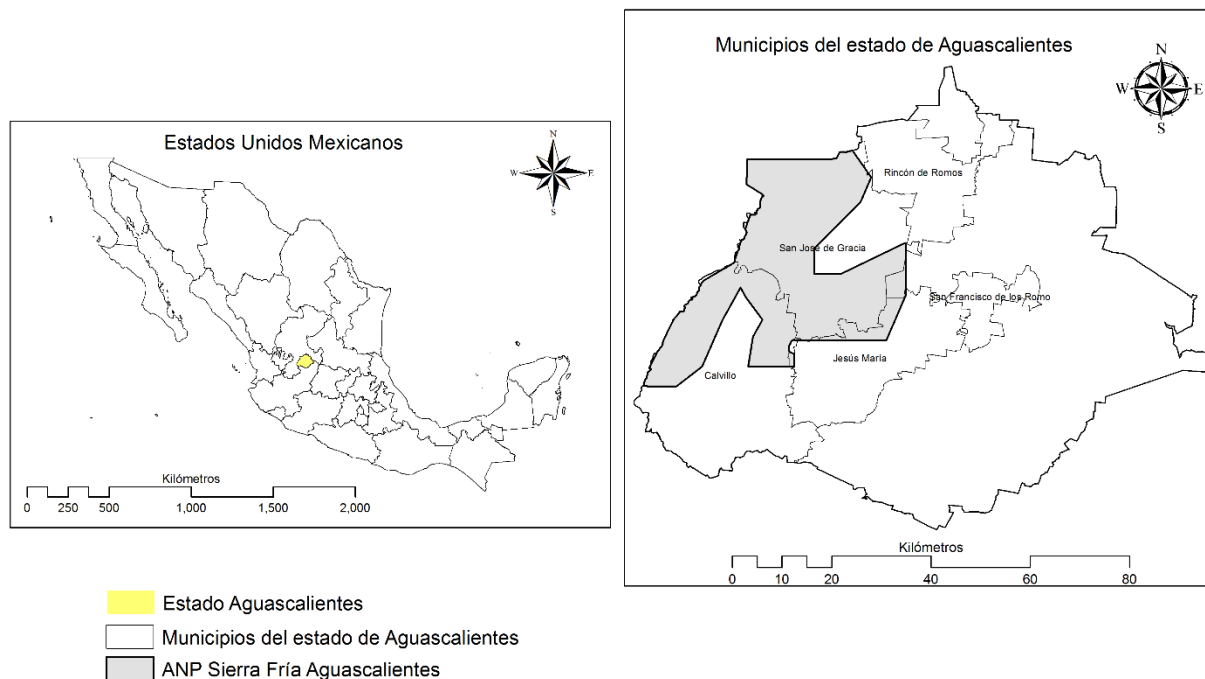 Estados Unidos Mexicanos
N
W
E
S
Kilómetros
0 250 500 1,000 1,500 2,000
Municipios del estado de Aguascalientes
N
W
E
S
Rincón de Romos
San José de Gracia
San Francisco de los Romo
Jesús María
Calvillo
Kilómetros
0 10 20 40 60 80
Estado Aguascalientes
Municipios del estado de Aguascalientes
ANP Sierra Fría Aguascalientes